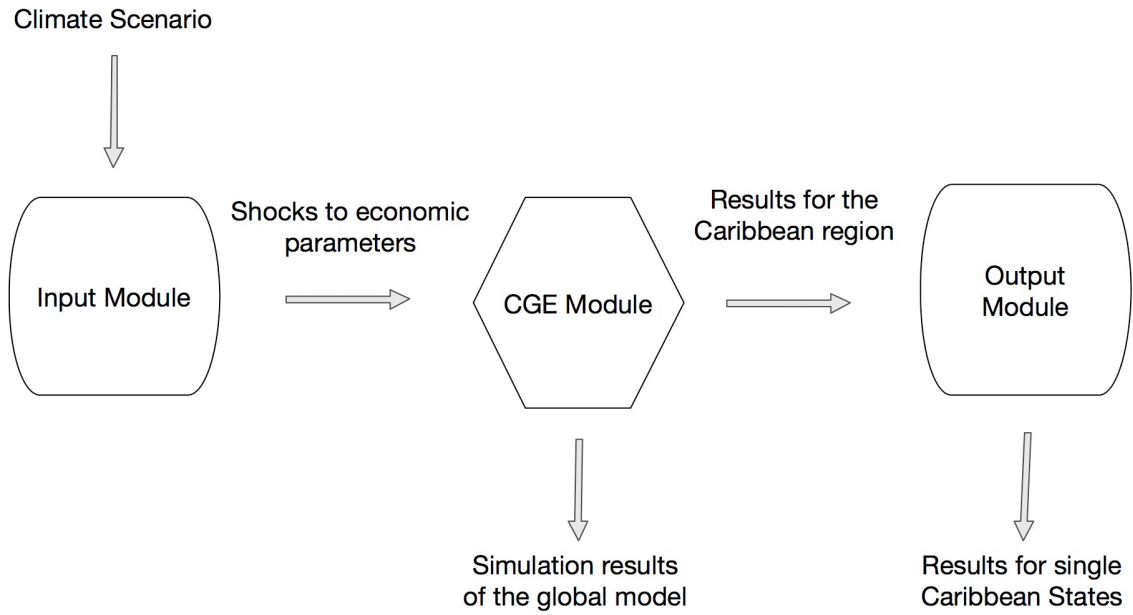 Climate Scenario
Input Module
Shocks to economic
parameters
CGE Module
Results for the
Caribbean region
Output
Module
Simulation results
of the global model
Results for single
Caribbean States